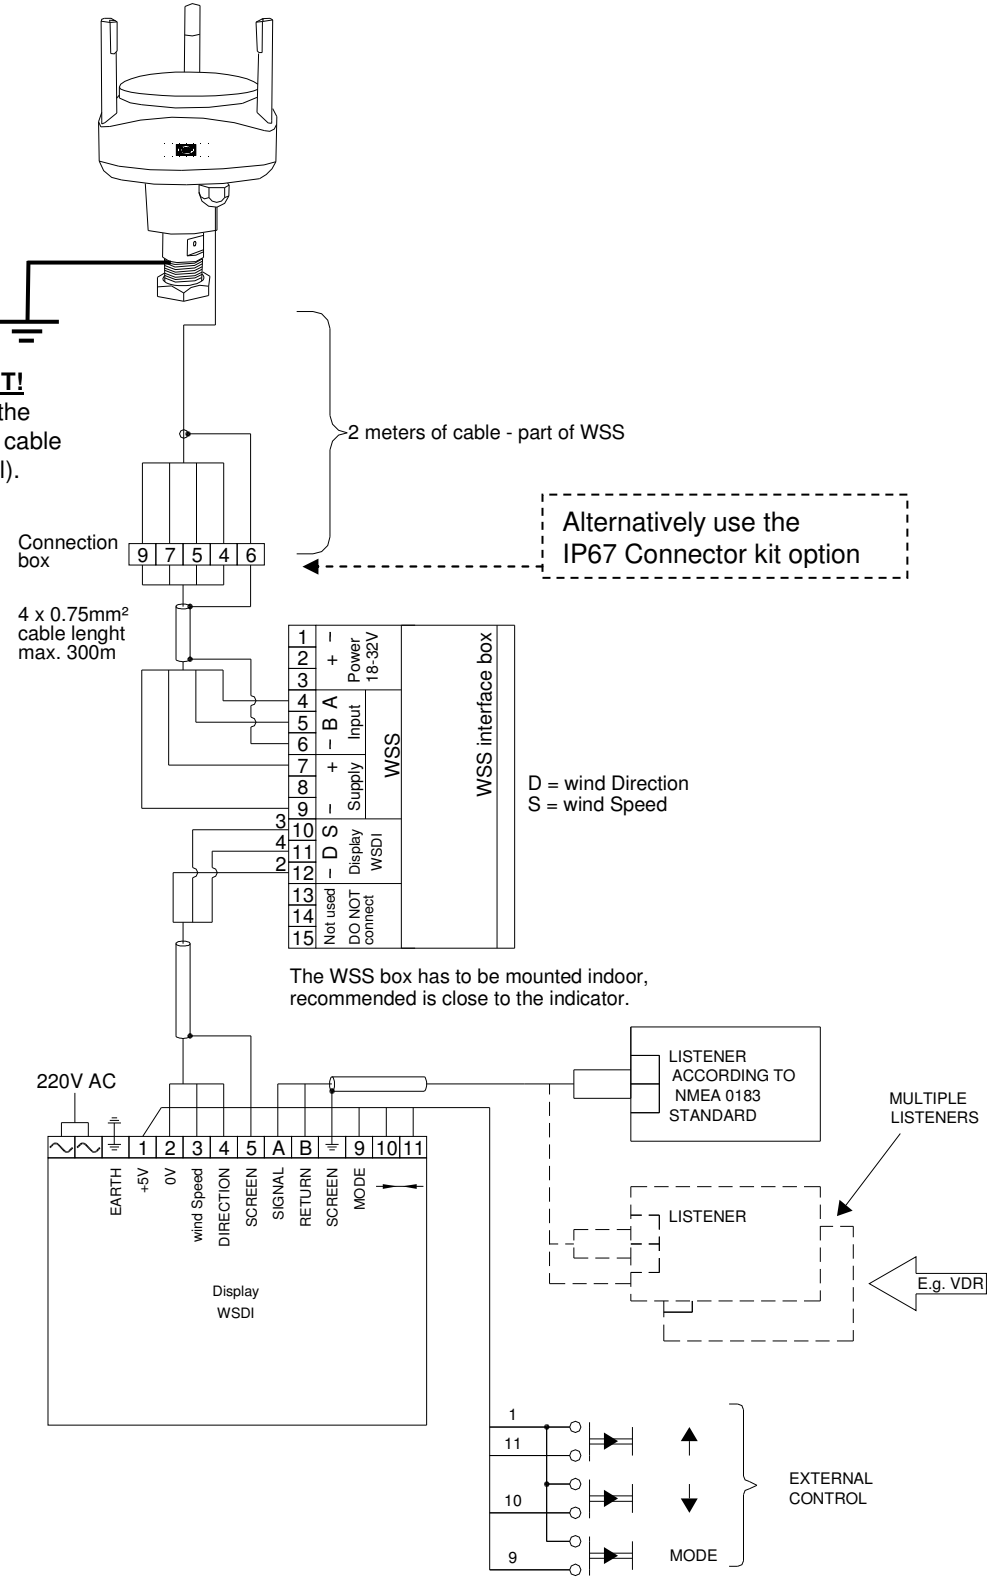 T!
the
cable
l).
2 meters of cable - part of WSS
Alternatively use the
IP67 Connector kit option
Connection
box
9 7 5 4 6
4 x 0.75mm²
cable lenght
max. 300m
1 -
2 +
3
Power
18-32V
4 A
5 B
6 -
Input
7 +
8
9 -
Supply
WSS
WSS interface box
D = wind Direction
S = wind Speed
3
10 S
4
11 D
2
12 -
Display
WSDI
13
14
15
Not used
DO NOT
connect
The WSS box has to be mounted indoor,
recommended is close to the indicator.
220V AC
LISTENER
ACCORDING TO
NMEA 0183
STANDARD
MULTIPLE
LISTENERS
1 2 3 4 5 A B 9 10 11
EARTH
+5V
0V
wind Speed
DIRECTION
SCREEN
SIGNAL
RETURN
SCREEN
MODE
LISTENER
E.g. VDR
Display
WSDI
1
11
10
9
MODE
EXTERNAL
CONTROL